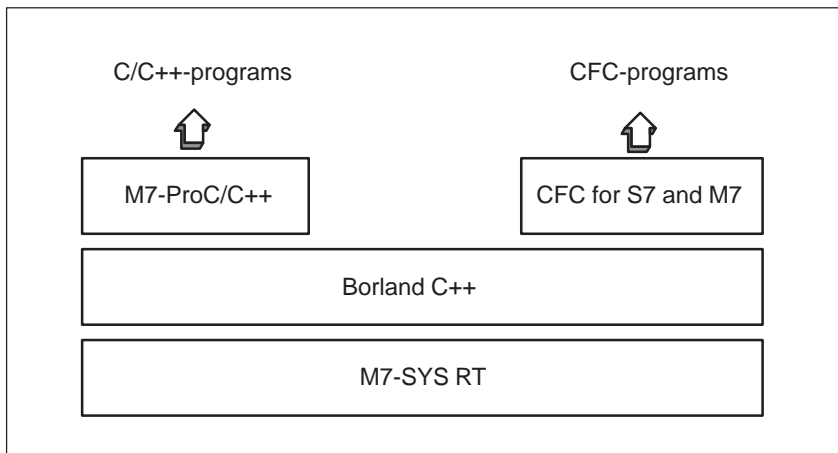 C/C++-programs
CFC-programs
M7-ProC/C++
CFC for S7 and M7
Borland C++
M7-SYS RT